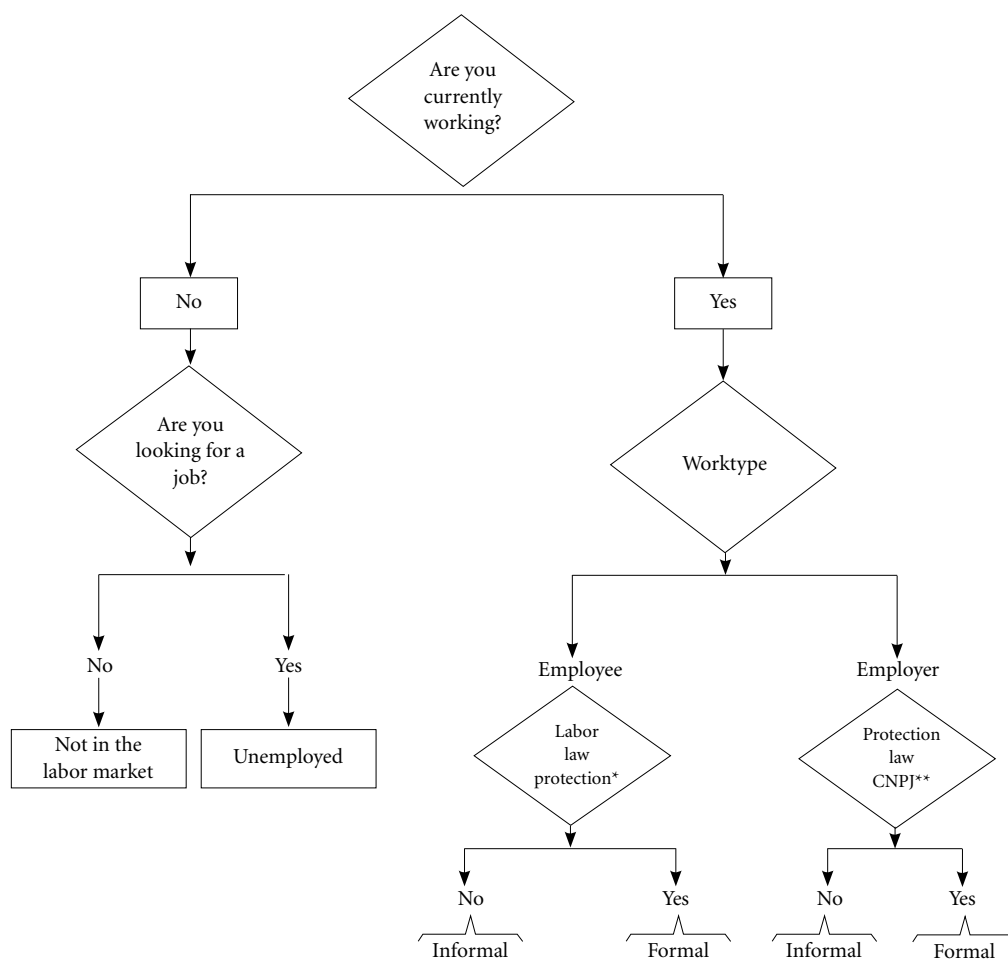 Are you
currently
working?
No
Yes
Are you
looking for a
job?
Worktype
No
Yes
Employee
Employer
Not in the
labor market
Unemployed
Labor
law
protection*
Protection
law
CNPJ**
No
Yes
No
Yes
Informal
Formal
Informal
Formal